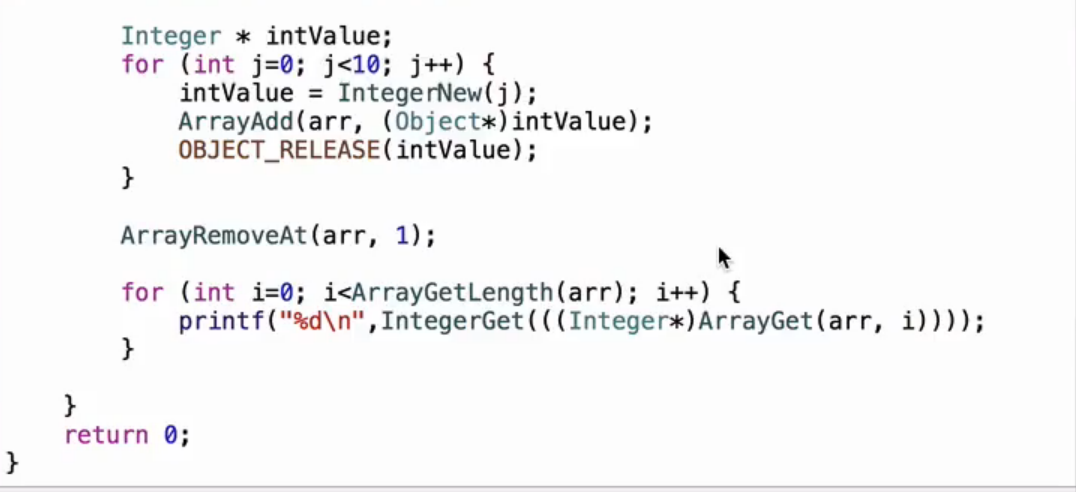 Integer * intValue;
for (int j=0; j<10; j++) {
intValue = IntegerNew(j);
ArrayAdd(arr, (Object*)intValue);
OBJECT_RELEASE(intValue);
}
ArrayRemoveAt(arr, 1);
for (int i=0; i<ArrayGetLength(arr); i++) {
printf("%d\n",IntegerGet(((Integer*)ArrayGet(arr, i))));
}
}
return 0;
}